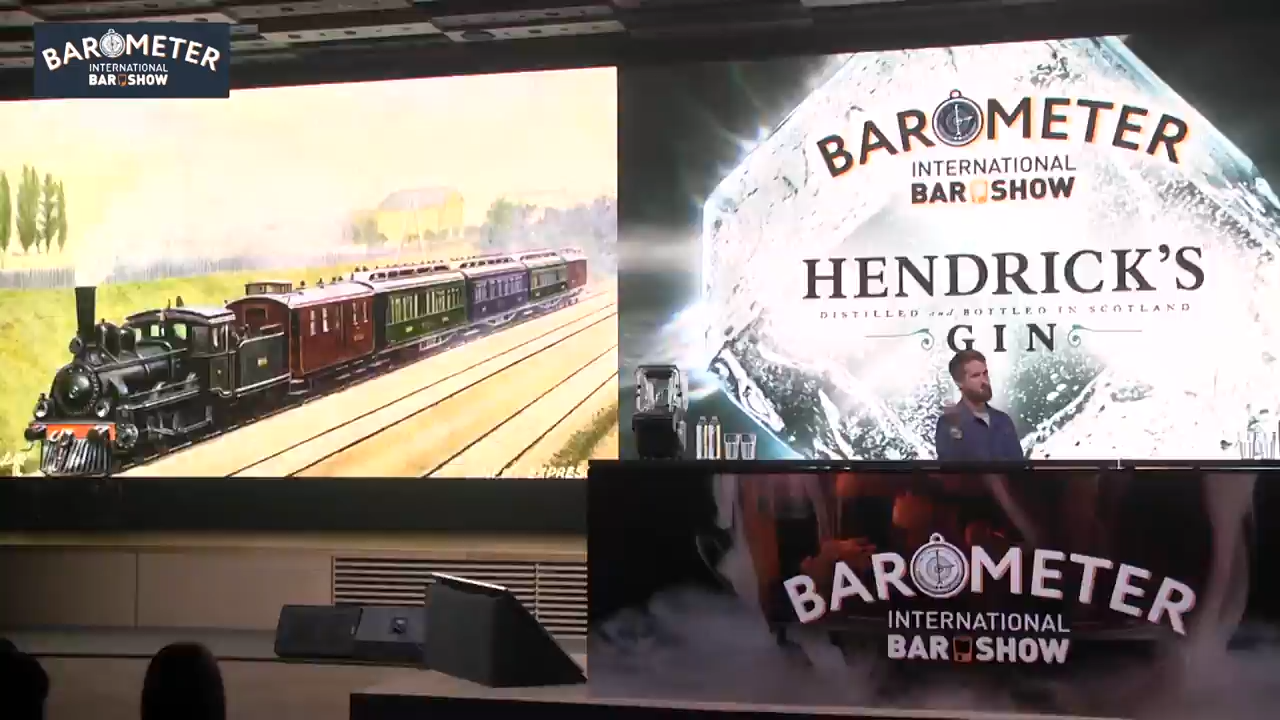 BAROMETER
INTERNATIONAL
BAR SHOW
BAROMETER
INTERNATIONAL
BAR SHOW
HENDRICK'S
DISTILLED and BOTTLED IN SCOTLAND
GIN
BAROMETER
INTERNATIONAL
BAR SHOW